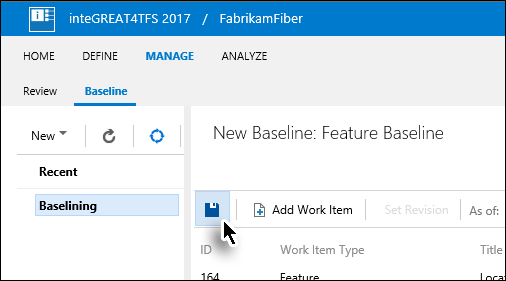 inteGREAT4TFS 2017 / FabrikamFiber
HOME DEFINE MANAGE ANALYZE
Review Baseline
New
Recent
Baselining
New Baseline: Feature Baseline
Add Work Item Set Revision As of:
ID Work Item Type Title
164 Feature Loca